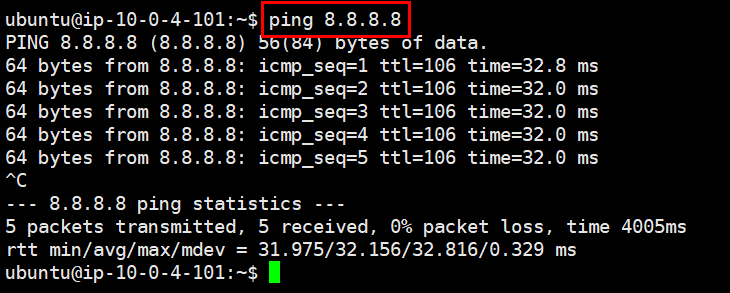 ubuntu@ip-10-0-4-101:~$ ping 8.8.8.8
PING 8.8.8.8 (8.8.8.8) 56(84) bytes of data.
64 bytes from 8.8.8.8: icmp_seq=1 ttl=106 time=32.8 ms
64 bytes from 8.8.8.8: icmp_seq=2 ttl=106 time=32.0 ms
64 bytes from 8.8.8.8: icmp_seq=3 ttl=106 time=32.0 ms
64 bytes from 8.8.8.8: icmp_seq=4 ttl=106 time=32.0 ms
64 bytes from 8.8.8.8: icmp_seq=5 ttl=106 time=32.0 ms
^C
--- 8.8.8.8 ping statistics ---
5 packets transmitted, 5 received, 0% packet loss, time 4005ms
rtt min/avg/max/mdev = 31.975/32.156/32.816/0.329 ms
ubuntu@ip-10-0-4-101:~$